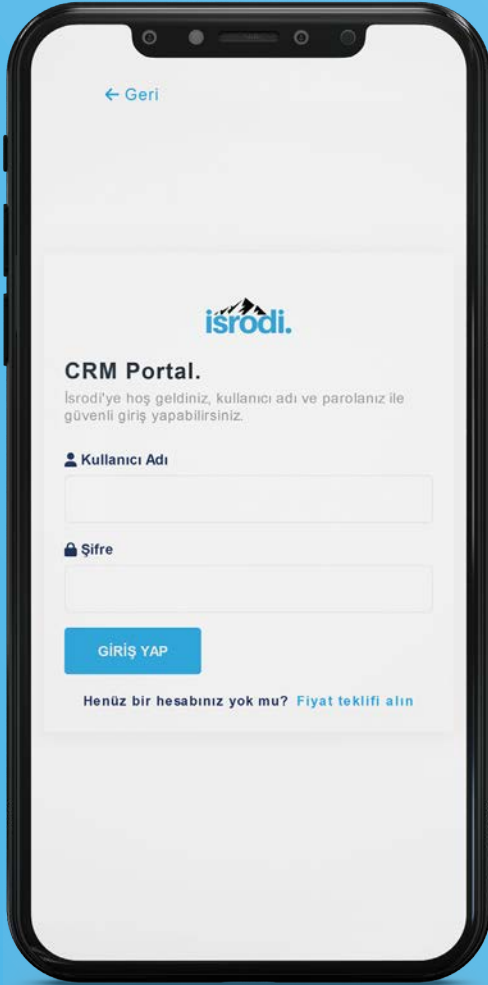 ← Geri
isrodi.
CRM Portal.
İsrodi'ye hoş geldiniz, kullanici adı ve parolanız ile
güvenli giriş yapabilirsiniz.
Kullanıcı Adı
Şifre
GİRİŞ YAP
Henüz bir hesabınız yok mu? Fiyat teklifi alın